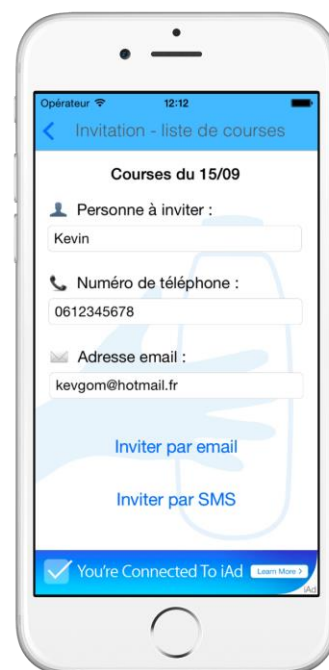 Opérateur 12:12
Invitation - liste de courses
Courses du 15/09
Personne à inviter :
Kevin
Numéro de téléphone :
0612345678
Adresse email :
kevgom@hotmail.fr
Inviter par email
Inviter par SMS
You're Connected To iAd Learn More >
iAd